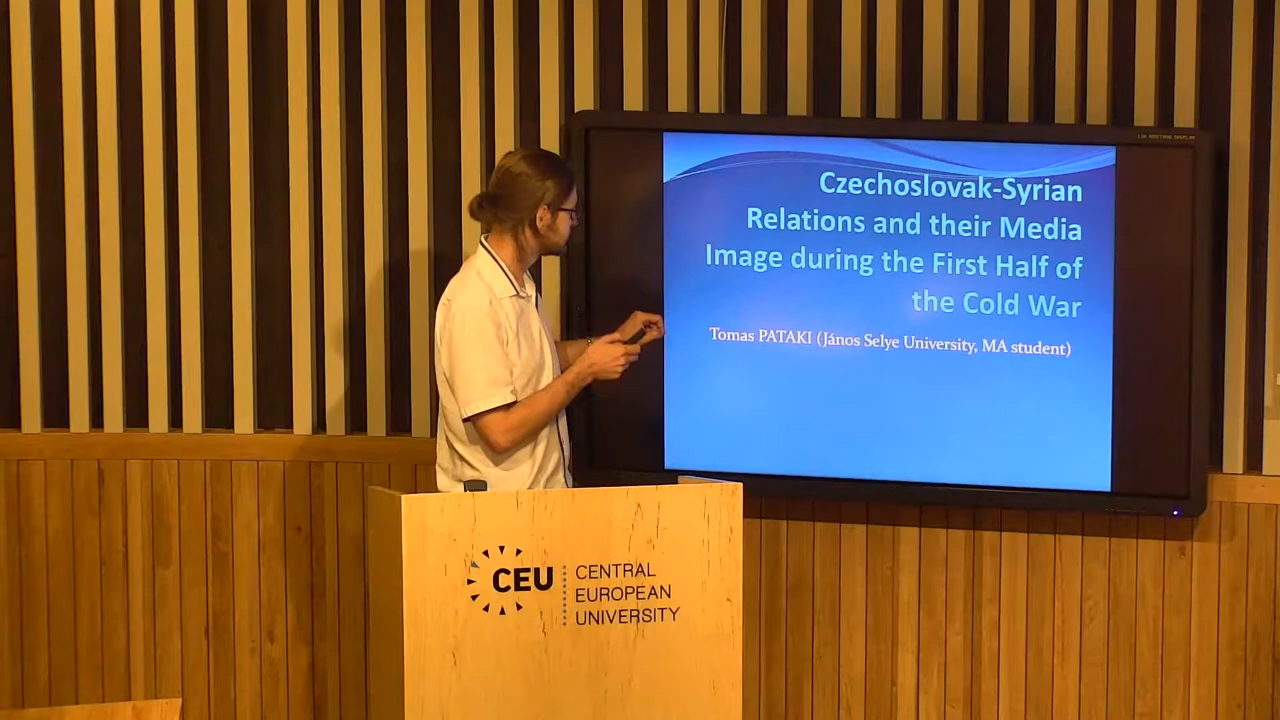 Czechoslovak-Syrian
Relations and their Media
Image during the First Half of
the Cold War
Tomas PATAKI (János Selye University, MA student)
CEU
CENTRAL
EUROPEAN
UNIVERSITY